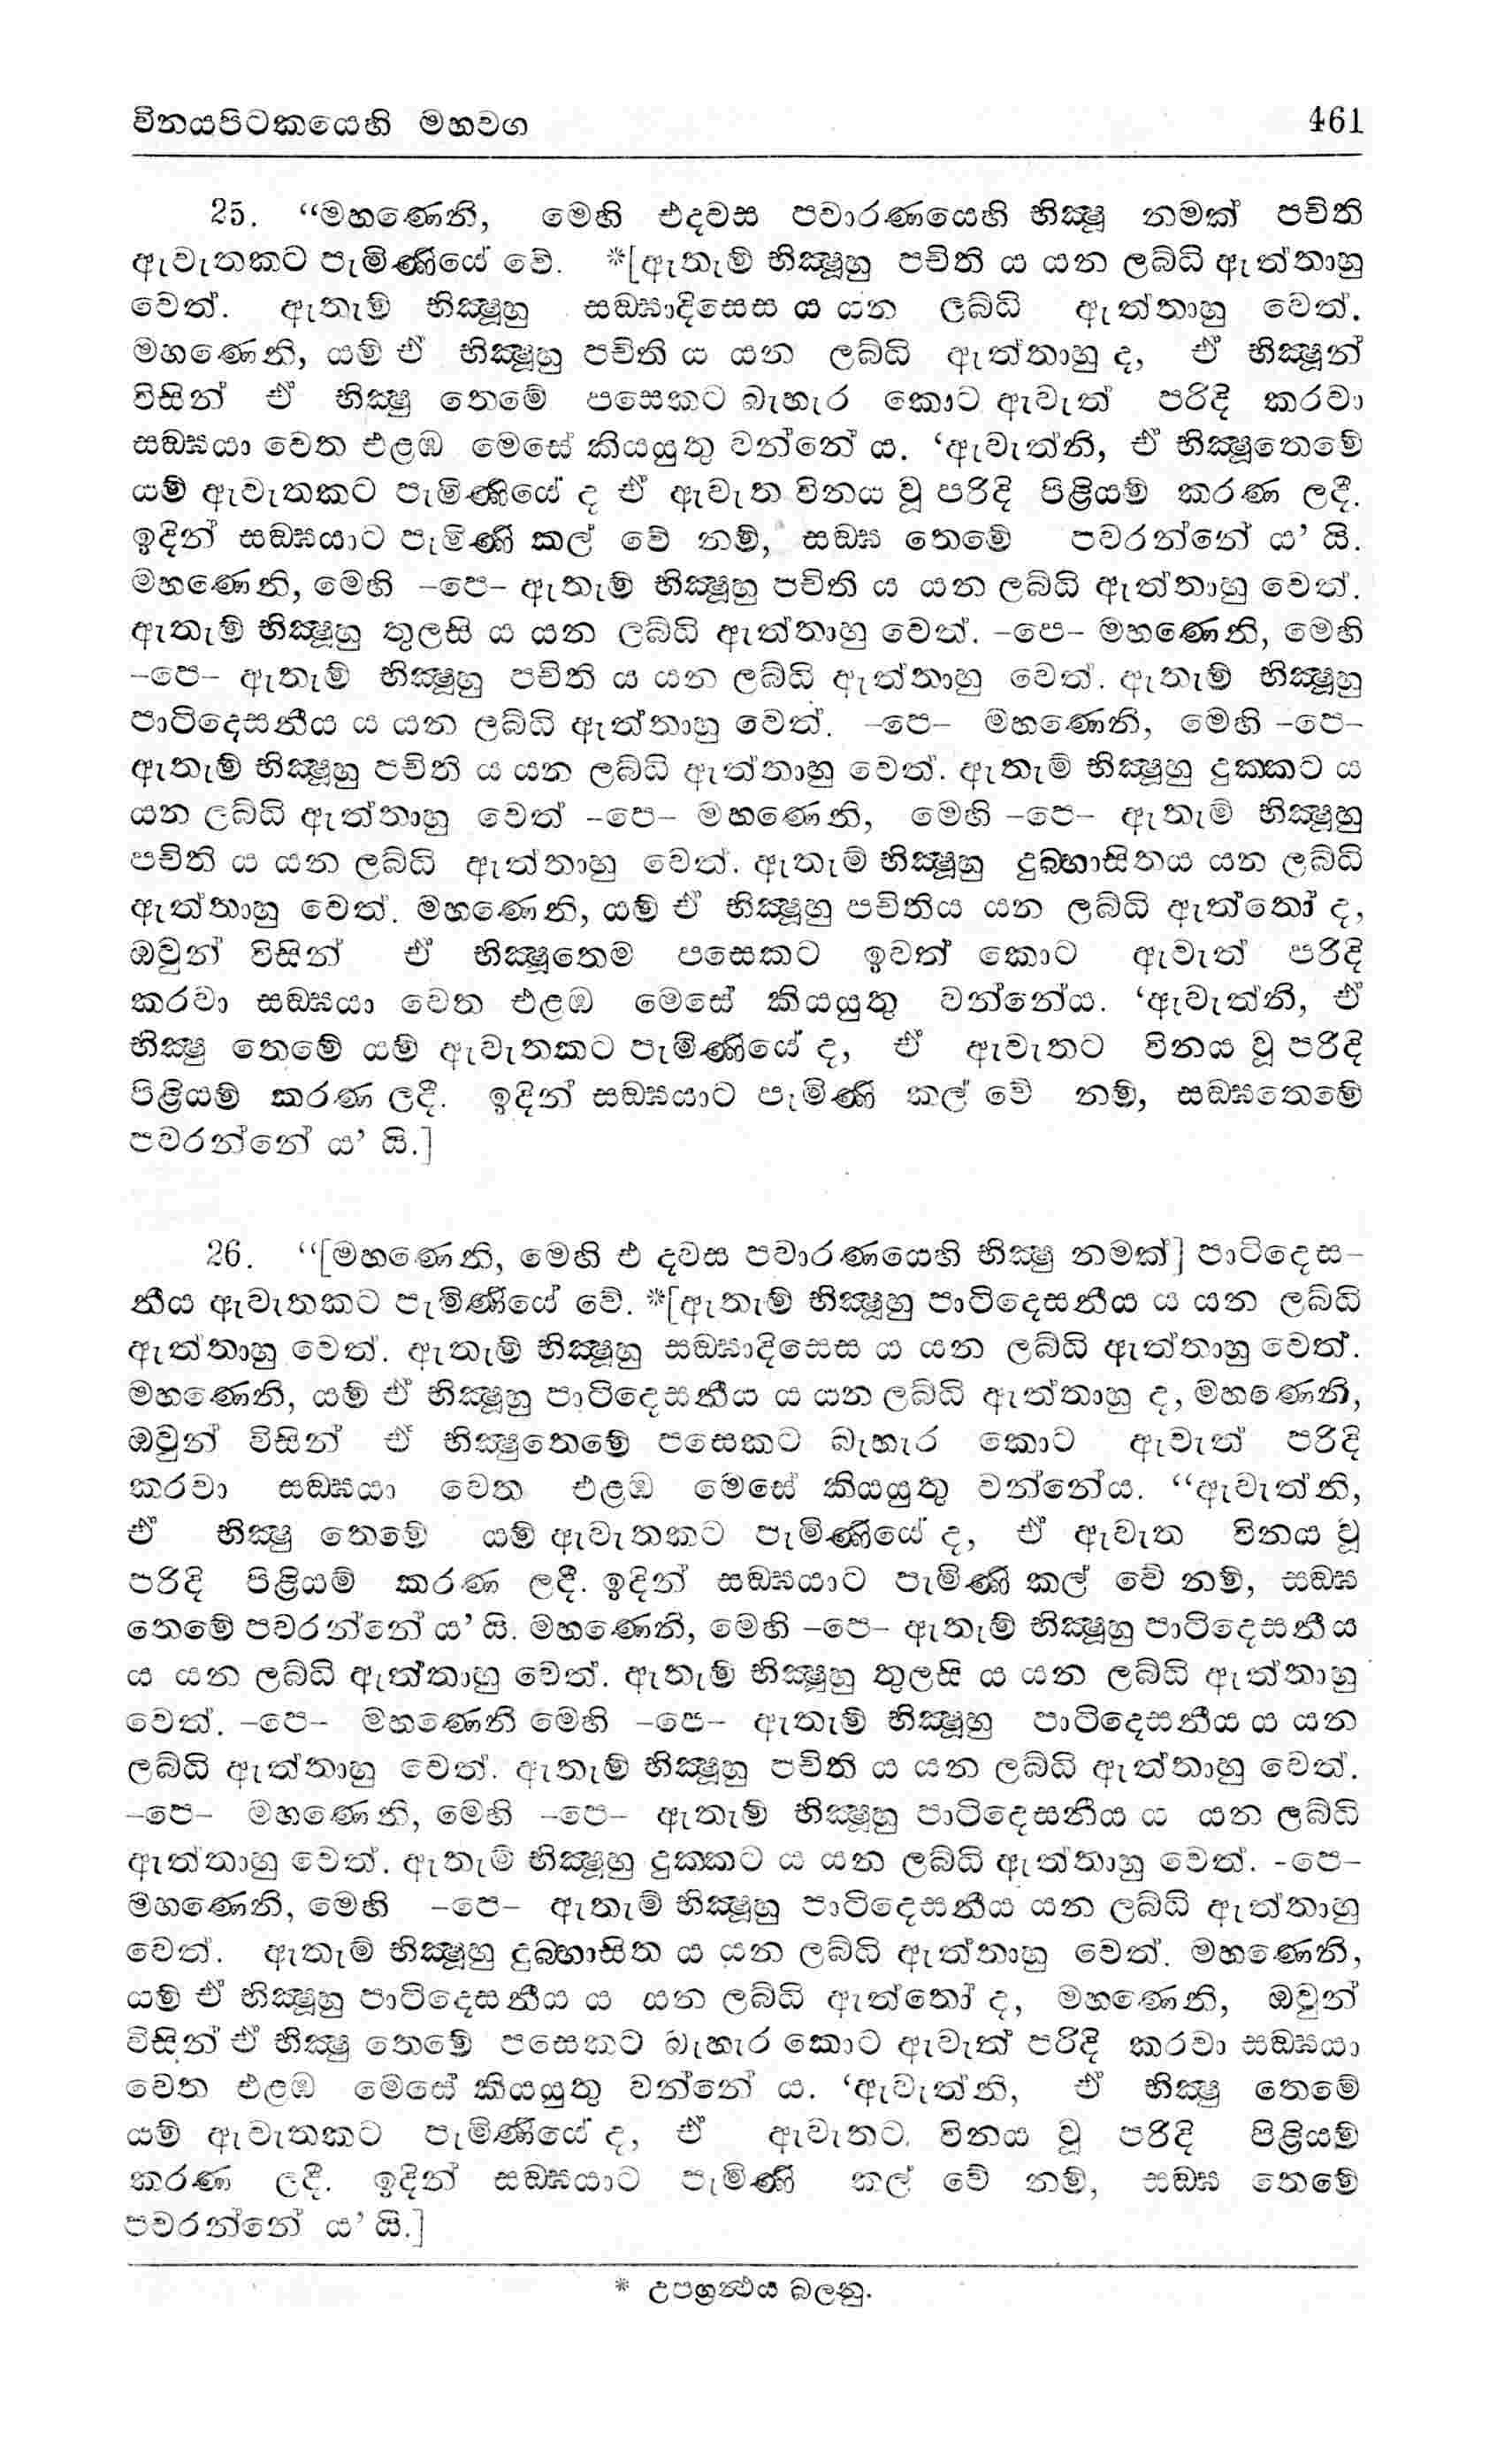 විනයපිටකයෙහි මහවග 461
25. “මහණෙනි, මෙහි එදවස පවාරණයෙහි භික්‍ෂූ නමක් පචිති
ඇවැතකට පැමිණියේ වේ. *[ඇතැම් භික්‍ෂූහු පචිති ය යන ලබ්ධි ඇත්තාහු
වෙත්. ඇතැම් භික්‍ෂූහු සඞ්ඝාදිසෙස ය යන ලබ්ධි ඇත්තාහු වෙත්.
මහණෙනි, යම් ඒ භික්‍ෂූහු පචිති ය යන ලබ්ධි ඇත්තාහු ද, ඒ භික්‍ෂූන්
විසින් ඒ භික්‍ෂු තෙමේ පසෙකට බැහැර කොට ඇවැත් පරිදි කරවා
සඞ්ඝයා වෙත එළඹ මෙසේ කියයුතු වන්නේ ය. ‘ඇවැත්නි, ඒ භික්‍ෂූතෙමේ
යම් ඇවැතකට පැමිණියේ ද ඒ ඇවැත විනය වූ පරිදි පිළියම් කරණ ලදී.
ඉදින් සඞ්ඝයාට පැමිණි කල් වේ නම්, සඞ්ඝ තෙමේ පවරන්නේ ය’ යි.
මහණෙනි, මෙහි –පෙ– ඇතැම් භික්‍ෂූහු පචිති ය යන ලබ්ධි ඇත්තාහු වෙත්.
ඇතැම් භික්‍ෂූහු තුලසි ය යන ලබ්ධි ඇත්තාහු වෙත්. –පෙ– මහණෙනි, මෙහි
–පෙ– ඇතැම් භික්‍ෂූහු පචිති ය යන ලබ්ධි ඇත්තාහු වෙත්. ඇතැම් භික්‍ෂූහු
පාටිදෙසනීය ය යන ලබ්ධි ඇත්තාහු වෙත්. –පෙ– මහණෙනි, මෙහි –පෙ–
ඇතැම් භික්‍ෂූහු පචිති ය යන ලබ්ධි ඇත්තාහු වෙත්. ඇතැම් භික්‍ෂූහු දුක්කට ය
යන ලබ්ධි ඇත්තාහු වෙත් –පෙ– මහණෙනි, මෙහි –පෙ– ඇතැම් භික්‍ෂූහු
පචිති ය යන ලබ්ධි ඇත්තාහු වෙත්. ඇතැම් භික්‍ෂූහු දුබ්භාසිතය යන ලබ්ධි
ඇත්තාහු වෙත්. මහණෙනි, යම් ඒ භික්‍ෂූහු පචිතිය යන ලබ්ධි ඇත්තෝ ද,
ඔවුන් විසින් ඒ භික්‍ෂූතෙම පසෙකට ඉවත් කොට ඇවැත් පරිදි
කරවා සඞ්ඝයා වෙත එළඹ මෙසේ කියයුතු වන්නේය. ‘ඇවැත්නි, ඒ
භික්‍ෂු තෙමේ යම් ඇවැතකට පැමිණියේ ද, ඒ ඇවැතට විනය වූ පරිදි
පිළියම් කරණ ලදී. ඉදින් සඞ්ඝයාට පැමිණි කල් වේ නම්, සඞ්ඝතෙමේ
පවරන්නේ ය’ යි.]
26. “[මහණෙනි, මෙහි එ දවස පවාරණයෙහි භික්‍ෂු නමක්] පාටිදෙස-
නීය ඇවැතකට පැමිණියේ වේ. *[ඇතැම් භික්‍ෂූහු පාටිදෙසනීය ය යන ලබ්ධි
ඇත්තාහු වෙත්. ඇතැම් භික්‍ෂූහු සඞ්ඝාදිසෙස ය යන ලබ්ධි ඇත්තාහු වෙත්.
මහණෙනි, යම් ඒ භික්‍ෂූහු පාටිදෙසනීය ය යන ලබ්ධි ඇත්තාහු ද, මහණෙනි,
ඔවුන් විසින් ඒ භික්‍ෂුතෙමේ පසෙකට බැහැර කොට ඇවැත් පරිදි
කරවා සඞ්ඝයා වෙත එළඹ මෙසේ කියයුතු වන්නේය. “ඇවැත්නි,
ඒ භික්‍ෂු තෙමේ යම් ඇවැතකට පැමිණියේ ද, ඒ ඇවැත විනය වූ
පරිදි පිළියම් කරණ ලදී. ඉදින් සඞ්ඝයාට පැමිණි කල් වේ නම්, සඞ්ඝ
තෙමේ පවරන්නේ ය’ යි. මහණෙනි, මෙහි –පෙ– ඇතැම් භික්‍ෂූහු පාටිදෙසනීය
ය යන ලබ්ධි ඇත්තාහු වෙත්. ඇතැම් භික්‍ෂූහු තුලසි ය යන ලබ්ධි ඇත්තාහු
වෙත්. –පෙ– මහණෙනි මෙහි –පෙ– ඇතැම් භික්‍ෂූහු පාටිදෙසනීය ය යන
ලබ්ධි ඇත්තාහු වෙත්. ඇතැම් භික්‍ෂූහු පචිති ය යන ලබ්ධි ඇත්තාහු වෙත්.
–පෙ– මහණෙනි, මෙහි –පෙ– ඇතැම් භික්‍ෂූහු පාටිදෙසනීය ය යන ලබ්ධි
ඇත්තාහු වෙත්. ඇතැම් භික්‍ෂූහු දුක්කට ය යන ලබ්ධි ඇත්තාහු වෙත්. -පෙ–
මහණෙනි, මෙහි –පෙ– ඇතැම් භික්‍ෂූහු පාටිදෙසනීය යන ලබ්ධි ඇත්තාහු
වෙත්. ඇතැම් භික්‍ෂූහු දුබ්භාසිත ය යන ලබ්ධි ඇත්තාහු වෙත්. මහණෙනි,
යම් ඒ භික්‍ෂූහු පාටිදෙසනීය ය යන ලබ්ධි ඇත්තෝ ද, මහණෙනි, ඔවුන්
විසින් ඒ භික්‍ෂු තෙමේ පසෙකට බැහැර කොට ඇවැත් පරිදි කරවා සඞ්ඝයා
වෙත එළඹ මෙසේ කියයුතු වන්නේ ය. ‘ඇවැත්නි, ඒ භික්‍ෂු තෙමේ
යම් ඇවැතකට පැමිණියේ ද, ඒ ඇවැතට විනය වූ පරිදි පිළියම්
කරණ ලදී. ඉදින් සඞ්ඝයාට පැමිණි කල් වේ නම්, සඞ්ඝ තෙමේ
පවරන්නේ ය’ යි.]
* උපග්‍රන්‍ථය බලනු.